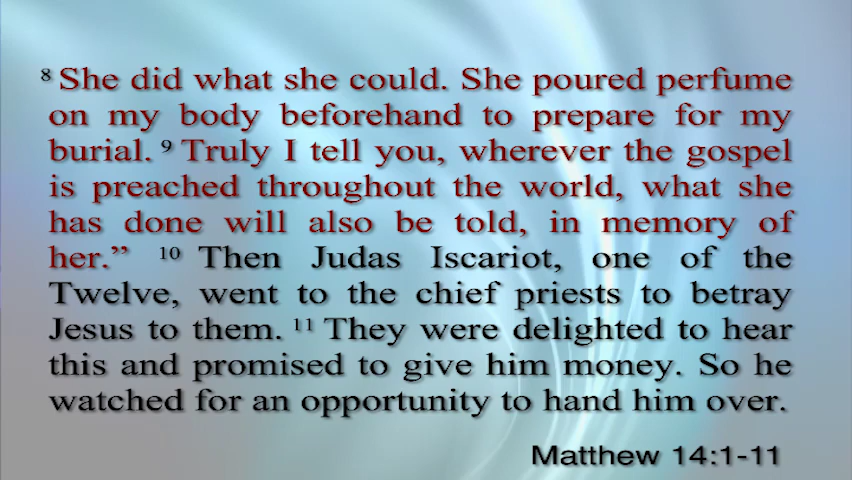 8 She did what she could. She poured perfume
on my body beforehand to prepare for my
burial. 9 Truly I tell you, wherever the gospel
is preached throughout the world, what she
has done will also be told, in memory of
her.” 10 Then Judas Iscariot, one of the
Twelve, went to the chief priests to betray
Jesus to them. 11 They were delighted to hear
this and promised to give him money. So he
watched for an opportunity to hand him over.
Matthew 14:1-11